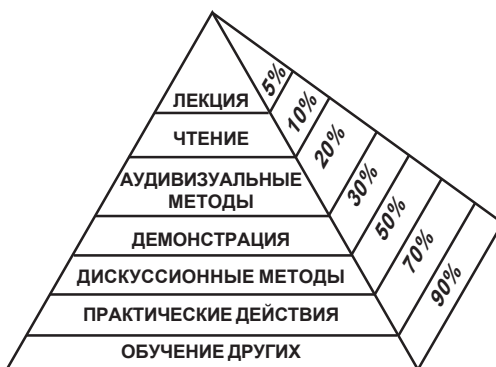 ЛЕКЦИЯ
5%
ЧТЕНИЕ
10%
АУДИВИЗУАЛЬНЫЕ
МЕТОДЫ
20%
ДЕМОНСТРАЦИЯ
30%
ДИСКУССИОННЫЕ МЕТОДЫ
50%
ПРАКТИЧЕСКИЕ ДЕЙСТВИЯ
70%
ОБУЧЕНИЕ ДРУГИХ
90%